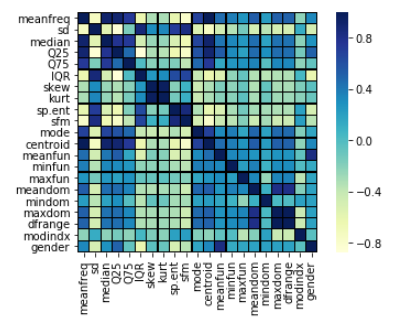 meanfreq
sd
median
Q25
Q75
IQR
skew
kurt
sp.ent
sfm
mode
centroid
meanfun
minfun
maxfun
meandom
mindom
maxdom
dfrange
modindx
gender
meanfreq
sd
median
Q25
Q75
IQR
skew
kurt
sp.ent
sfm
mode
centroid
meanfun
minfun
maxfun
meandom
mindom
maxdom
dfrange
modindx
gender
0.8
0.4
0.0
−0.4
−0.8